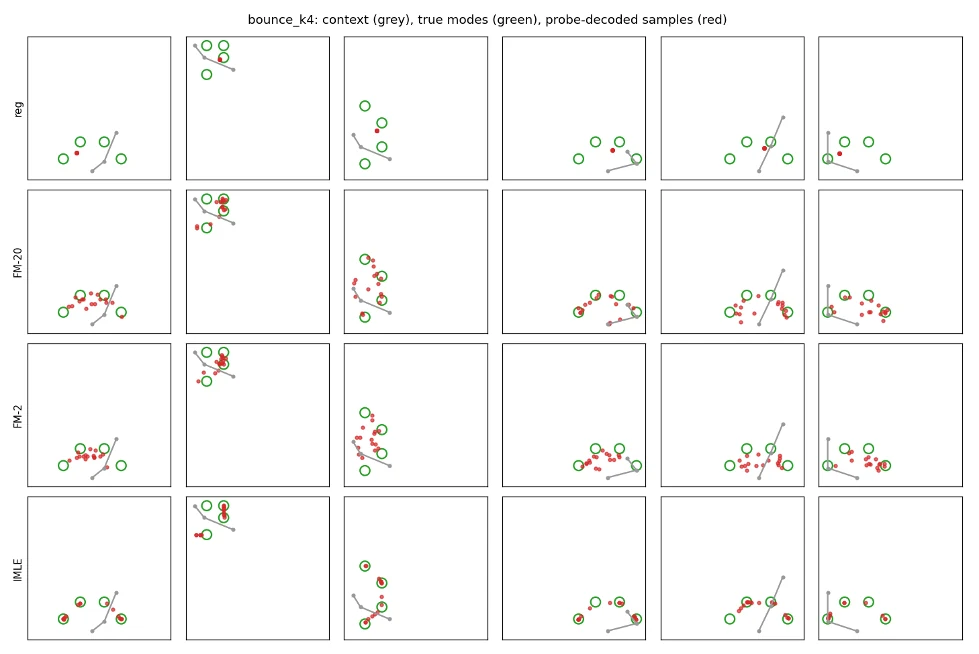 bounce_k4: context (grey), true modes (green), probe-decoded samples (red)
reg
FM-20
FM-2
IMLE